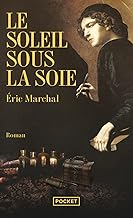 LE
SOLEIL
SOUS
LA SOIE
Éric Marchal
Roman
POCKET